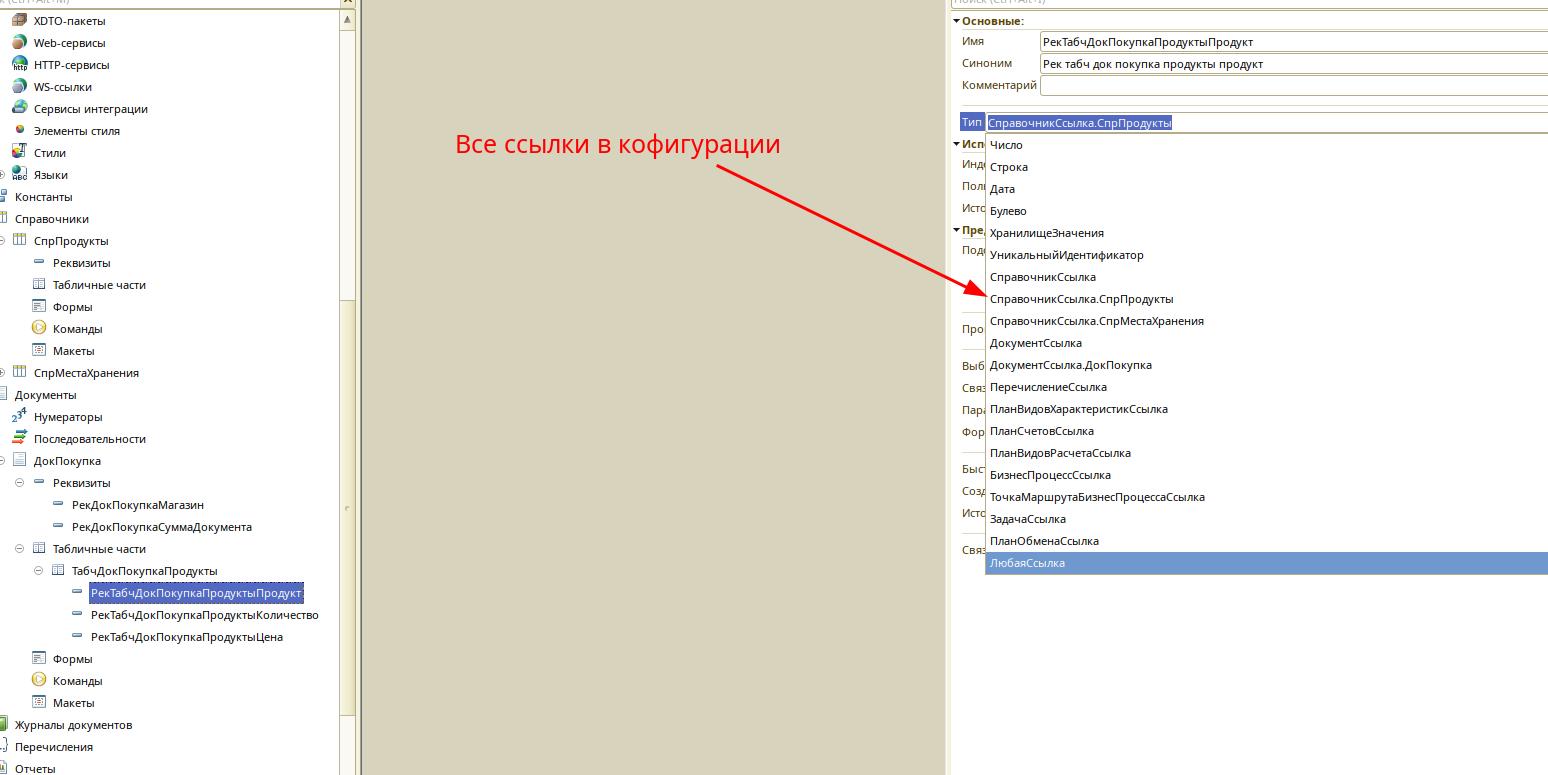 XDTO-пакеты
Web-сервисы
HTTP-сервисы
WS-ссылки
Сервисы интеграции
Элементы стиля
Стили
Языки
Константы
Справочники
СпрПродукты
Реквизиты
Табличные части
Формы
Команды
Макеты
СпрМестаХранения
Документы
Нумераторы
Последовательности
ДокПокупка
Реквизиты
РекДокПокупкаМагазин
РекДокПокупкаСуммаДокумента
Табличные части
ТабчДокПокупкаПродукты
РекТабчДокПокупкаПродуктыПродукт
РекТабчДокПокупкаПродуктыКоличество
РекТабчДокПокупкаПродуктыЦена
Формы
Команды
Макеты
Журналы документов
Перечисления
Отчеты
Все ссылки в кофигурации
Основные:
Имя РекТабчДокПокупкаПродуктыПродукт
Синоним Рек табч док покупка продукты продукт
Комментарий
Тип СправочникСсылка.СпрПродукты
Число
Строка
Дата
Булево
ХранилищеЗначения
УникальныйИдентификатор
СправочникСсылка
СправочникСсылка.СпрПродукты
СправочникСсылка.СпрМестаХранения
ДокументСсылка
ДокументСсылка.ДокПокупка
ПеречислениеСсылка
ПланВидовХарактеристикСсылка
ПланСчетовСсылка
ПланВидовРасчетаСсылка
БизнесПроцессСсылка
ТочкаМаршрутаБизнесПроцессаСсылка
ЗадачаСсылка
ПланОбменаСсылка
ЛюбаяСсылка